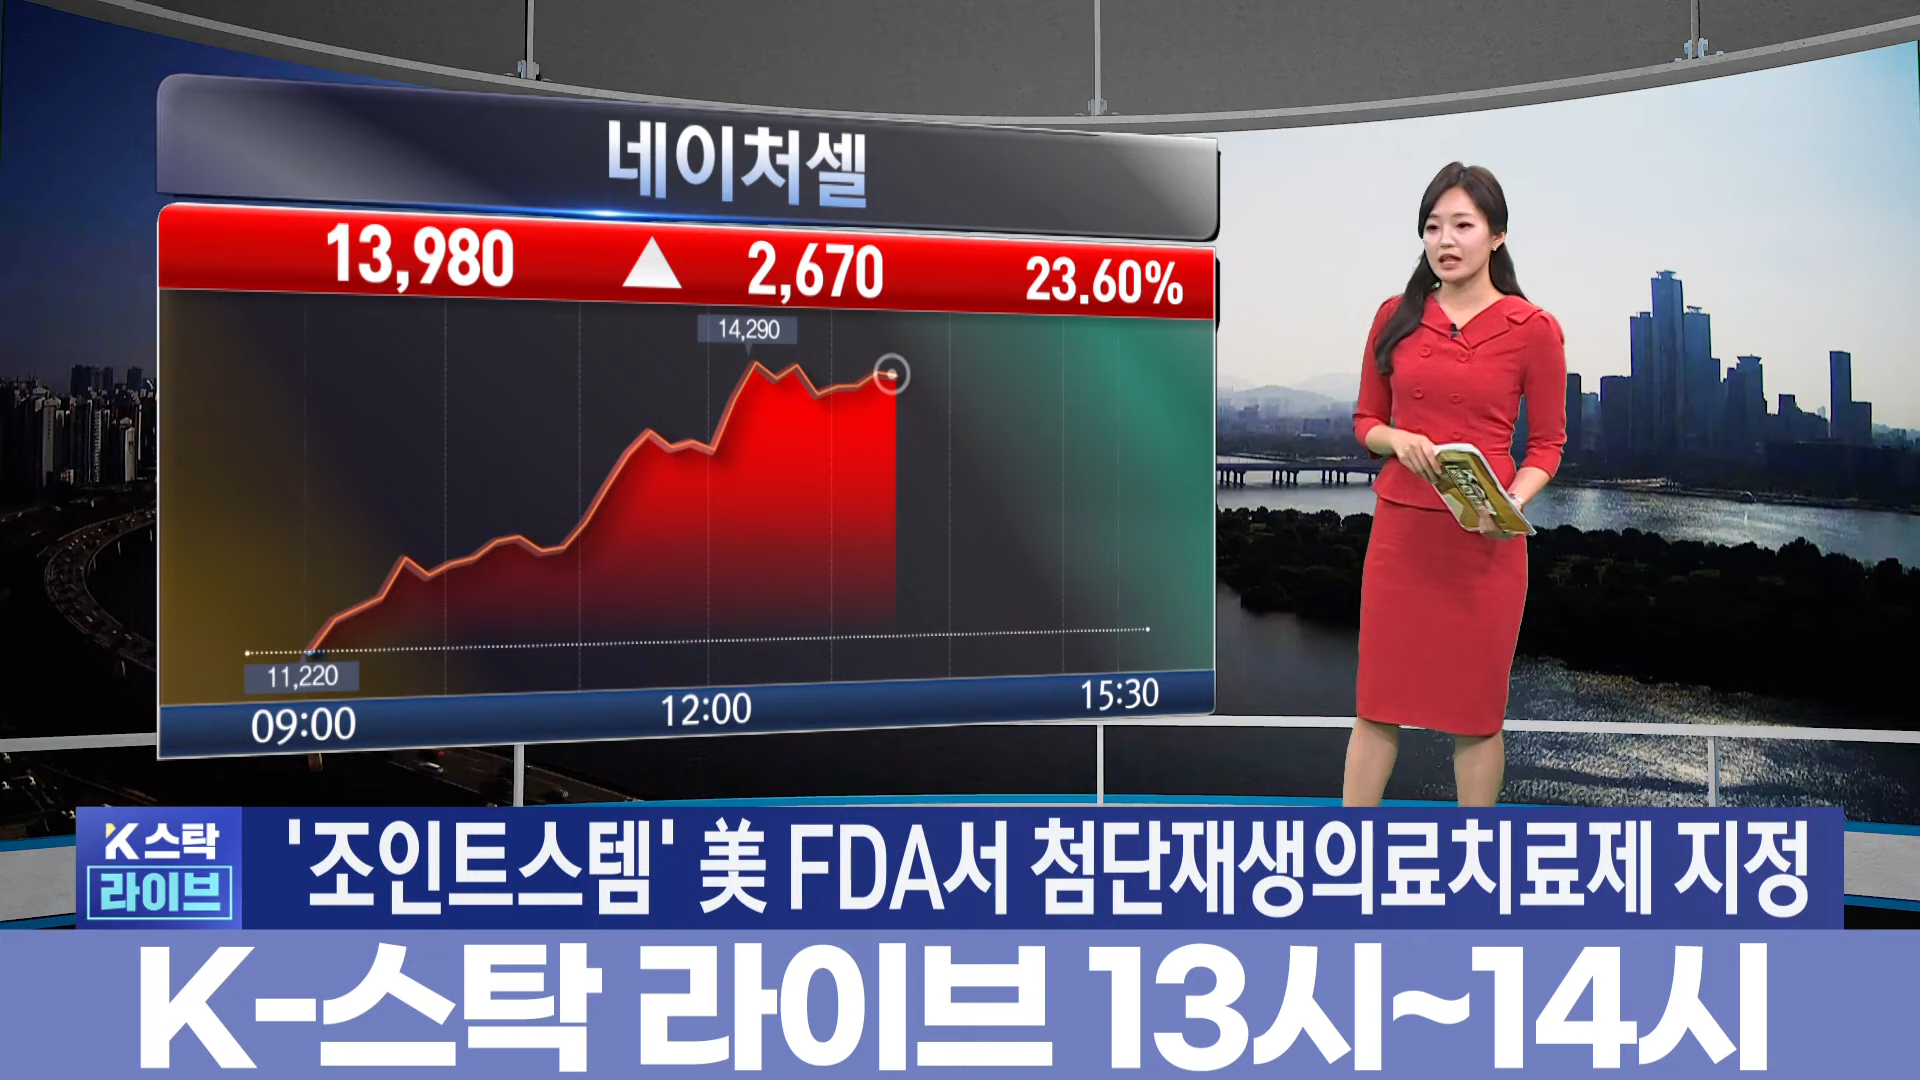 네이처셀
13,980 ▲ 2,670 23.60%
14,290
11,220
09:00 12:00 15:30
K스탁
라이브
'조인트스템' 美 FDA서 첨단재생의료치료제 지정
K-스탁 라이브 13시~14시